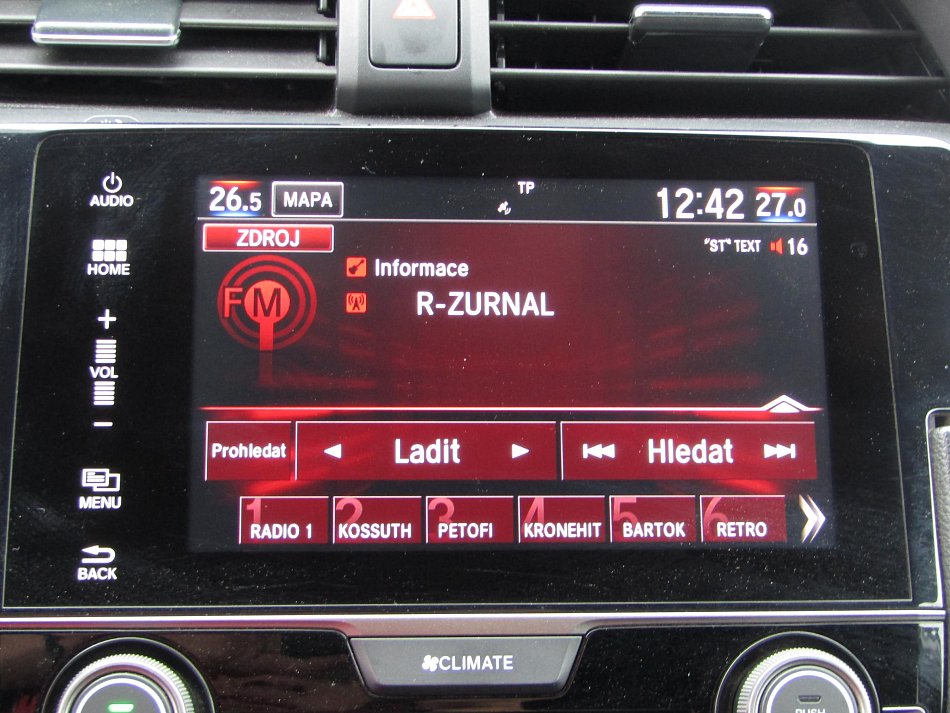 AUDIO
HOME
+
VOL
−
MENU
BACK
26.5 MAPA TP 12:42 27.0
ZDROJ "ST" TEXT 16
FM Informace
R-ZURNAL
Prohledat Ladit Hledat
1 RADIO 1 2 KOSSUTH 3 PETOFI 4 KRONEHIT 5 BARTOK 6 RETRO
CLIMATE
PUSH